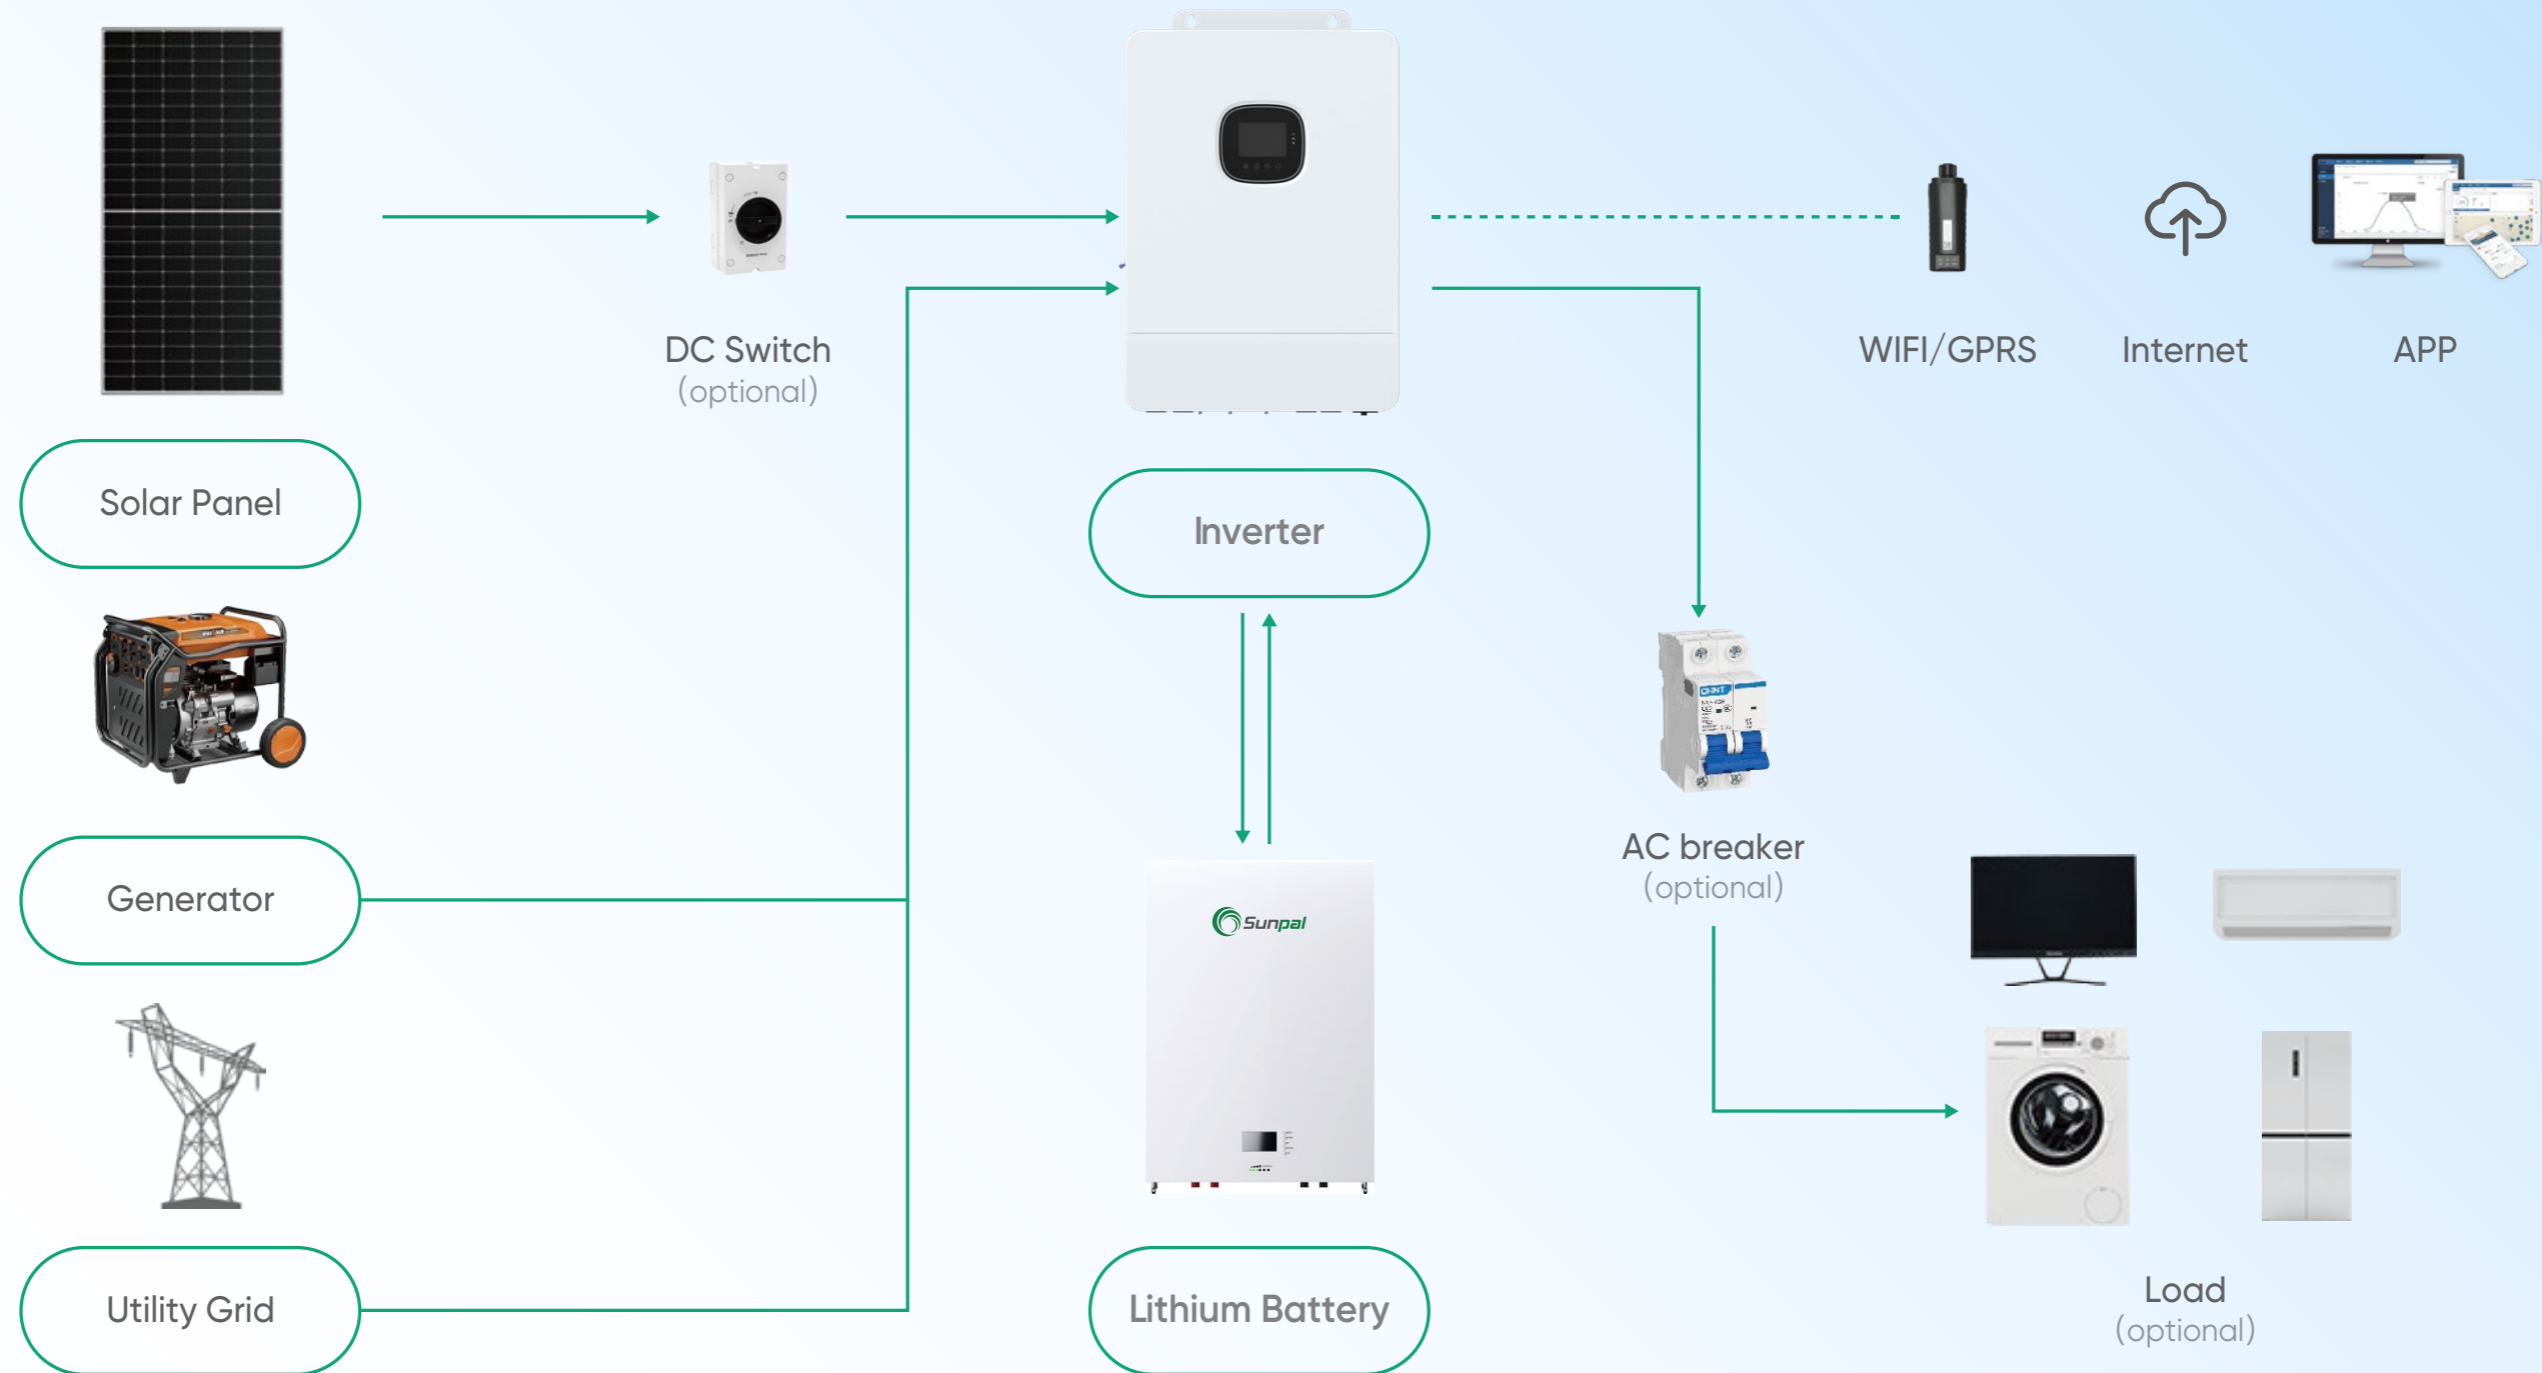 DC Switch
(optional)
WIFI/GPRS
Internet
APP
Solar Panel
Inverter
Generator
CHNT
AC breaker
(optional)
Sunpal
Utility Grid
Lithium Battery
Load
(optional)